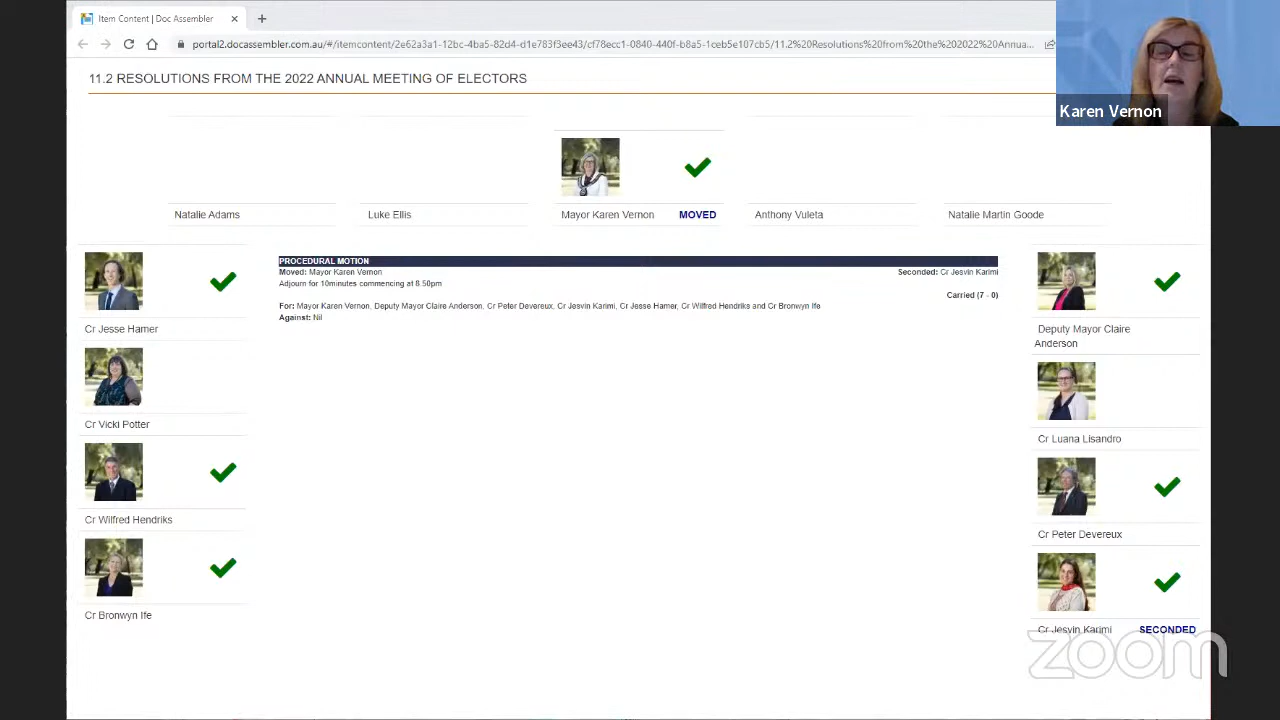 Item Content | Doc Assembler
portal2.docassembler.com.au/#/itemcontent/2e62a3a1-12bc-4ba5-82d4-d1e783f3ee43/cf78ecc1-0840-440f-b8a5-1ceb5e107cb5/11.2%20Resolutions%20from%20the%202022%20Annua...
Karen Vernon
11.2 RESOLUTIONS FROM THE 2022 ANNUAL MEETING OF ELECTORS
Natalie Adams
Luke Ellis
Mayor Karen Vernon MOVED
Anthony Vuleta
Natalie Martin Goode
PROCEDURAL MOTION
Moved: Mayor Karen Vernon Seconded: Cr Jesvin Karimi
Adjourn for 10minutes commencing at 8.50pm
Carried (7 - 0)
For: Mayor Karen Vernon, Deputy Mayor Claire Anderson, Cr Peter Devereux, Cr Jesvin Karimi, Cr Jesse Hamer, Cr Wilfred Hendriks and Cr Bronwyn Ife
Against: Nil
Cr Jesse Hamer
Cr Vicki Potter
Cr Wilfred Hendriks
Cr Bronwyn Ife
Deputy Mayor Claire
Anderson
Cr Luana Lisandro
Cr Peter Devereux
Cr Jesvin Karimi SECONDED
zoom